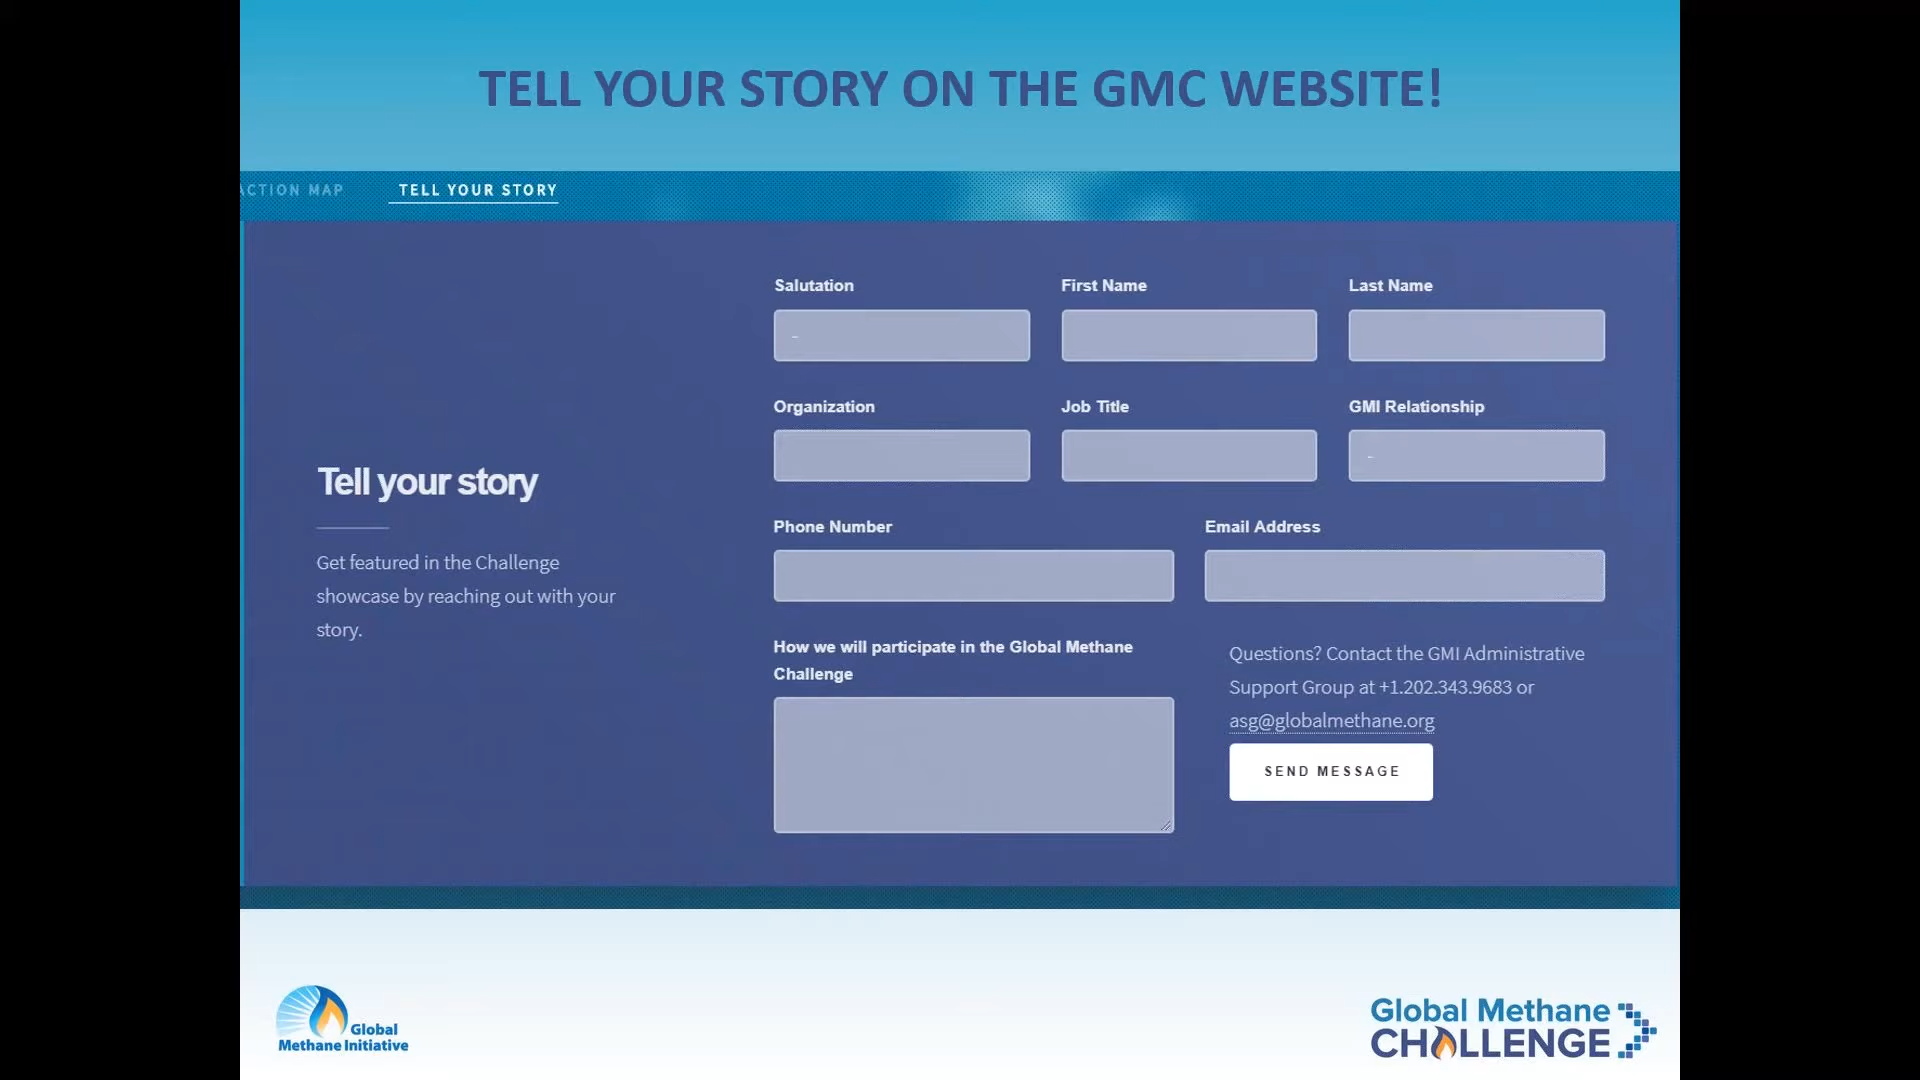 TELL YOUR STORY ON THE GMC WEBSITE!
ACTION MAP
TELL YOUR STORY
Salutation
First Name
Last Name
-
Organization
Job Title
GMI Relationship
-
Tell your story
Get featured in the Challenge
showcase by reaching out with your
story.
Phone Number
Email Address
How we will participate in the Global Methane
Challenge
Questions? Contact the GMI Administrative
Support Group at +1.202.343.9683 or
asg@globalmethane.org
SEND MESSAGE
Global
Methane Initiative
Global Methane
CHALLENGE